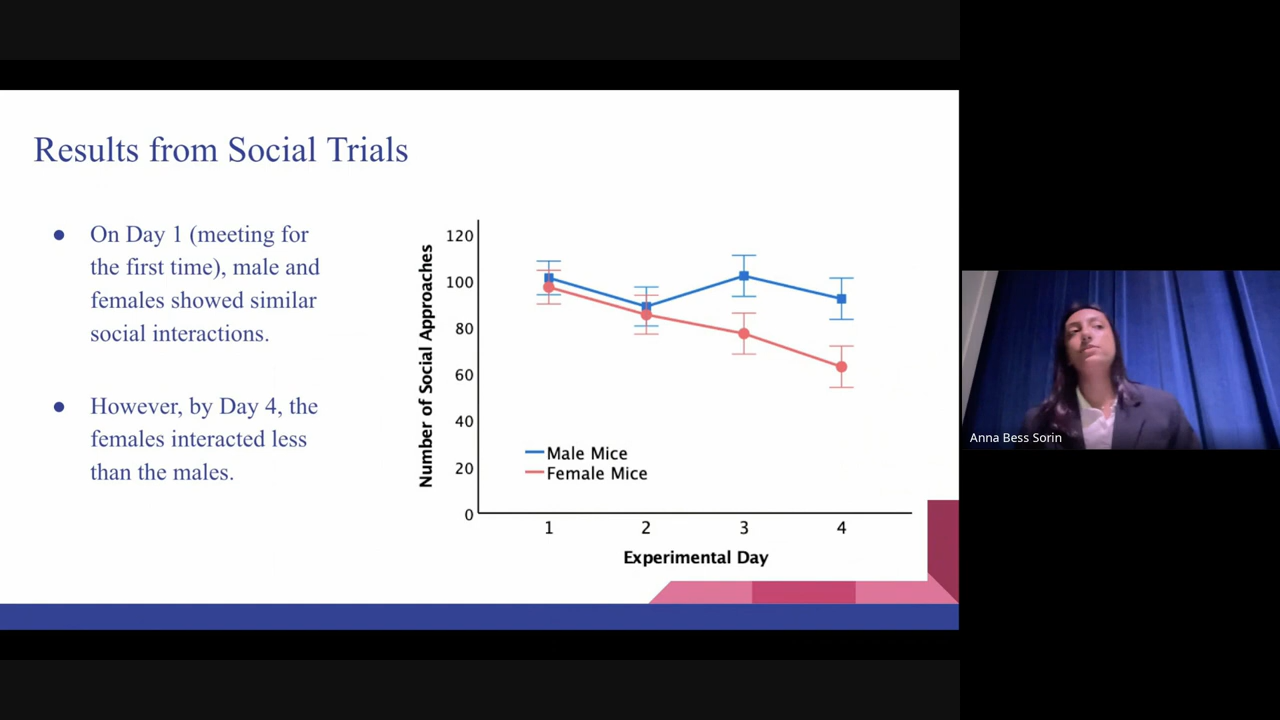 Results from Social Trials
● On Day 1 (meeting for
the first time), male and
females showed similar
social interactions.
● However, by Day 4, the
females interacted less
than the males.
Number of Social Approaches
120
100
80
60
40
20
0
Male Mice
Female Mice
1 2 3 4
Experimental Day
Anna Bess Sorin